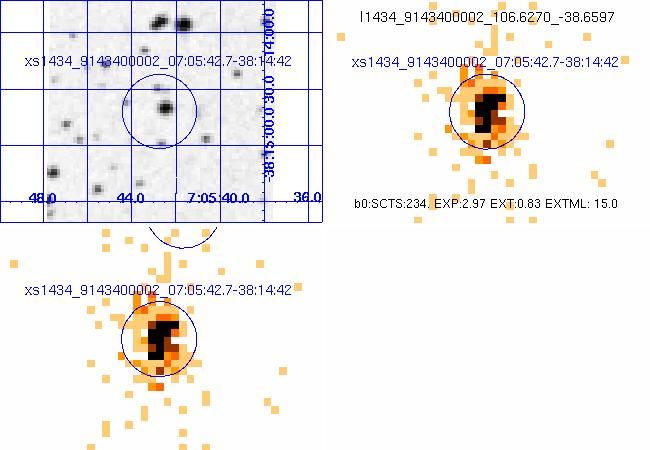 xs1434_9143400002_07:05:42.7-38:14:42
-38:15:00.0 30.0 -14:00.0
48.0 44.0 7:05:40.0 36.0
l1434_9143400002_106.6270_-38.6597
xs1434_9143400002_07:05:42.7-38:14:42
b0:SCTS:234. EXP:2.97 EXT:0.83 EXTML: 15.0
xs1434_9143400002_07:05:42.7-38:14:42